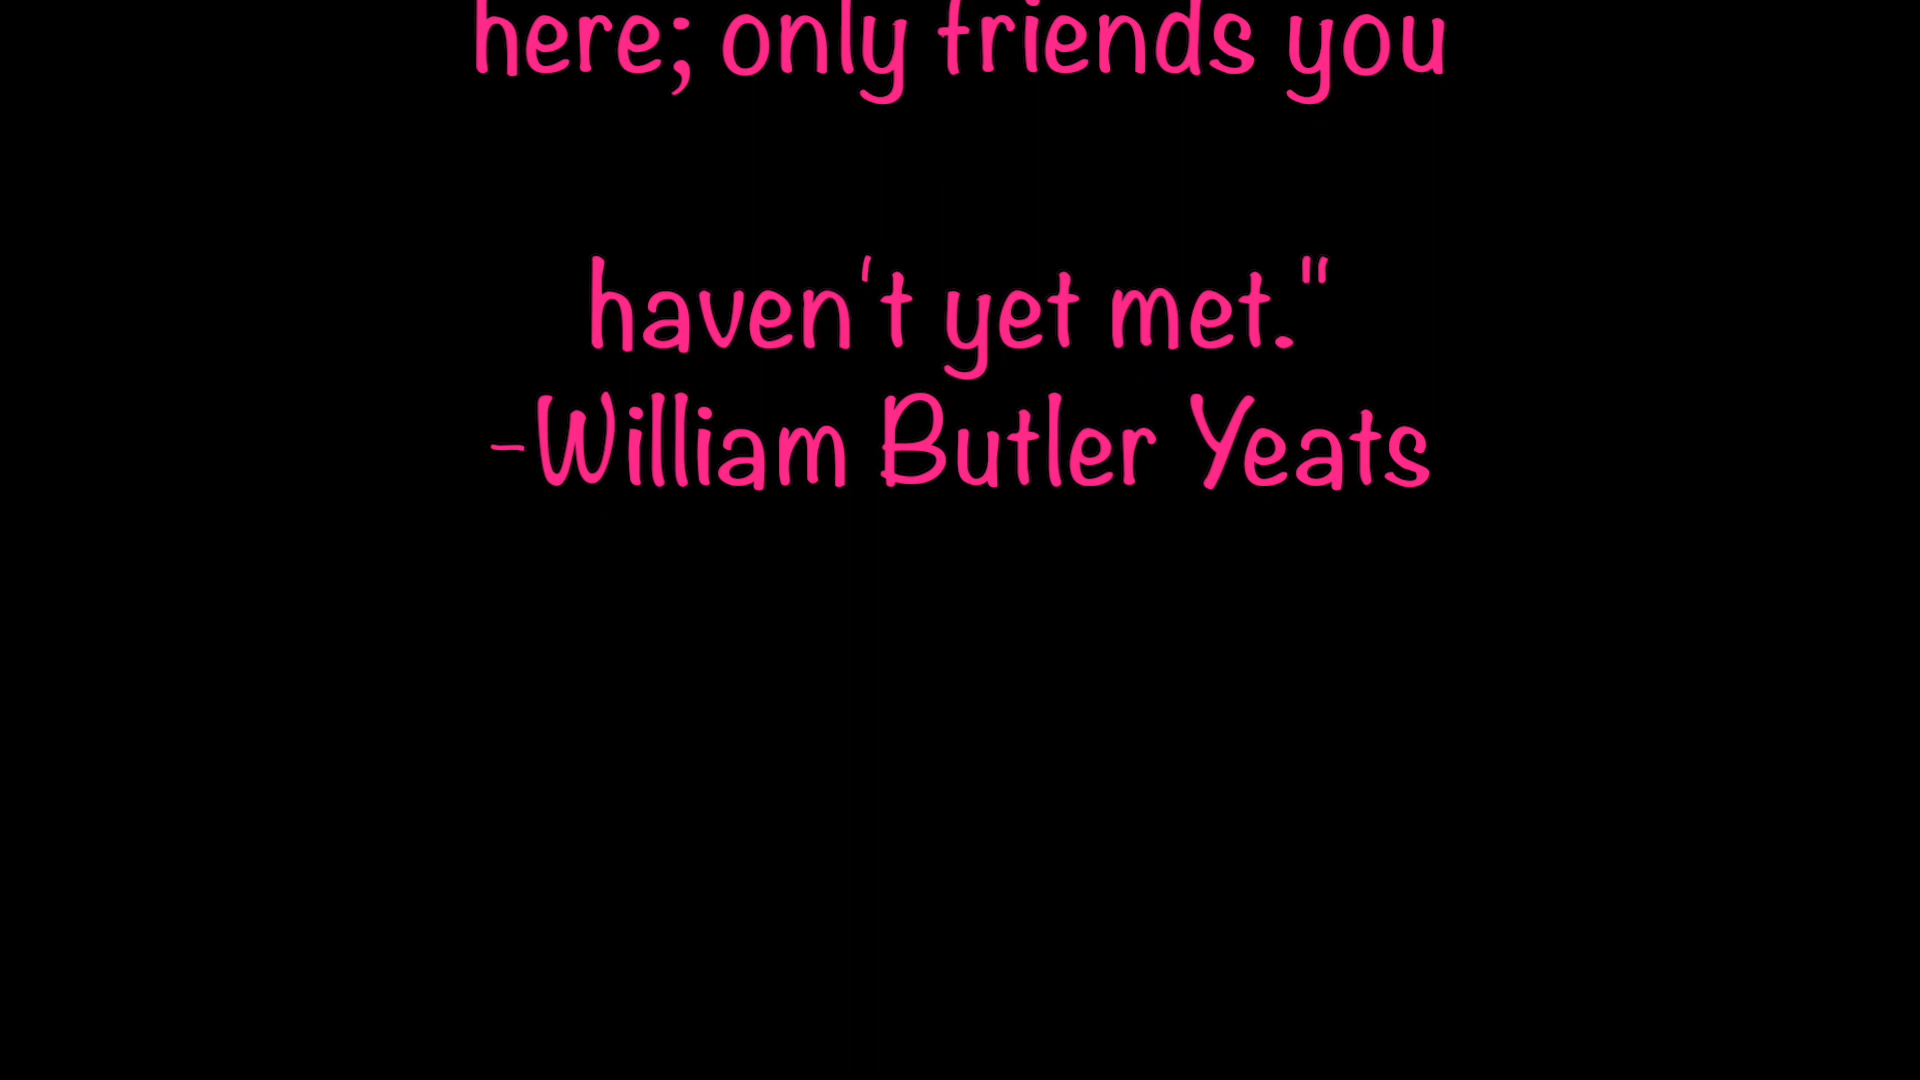 here; only friends you
haven't yet met."
-William Butler Yeats